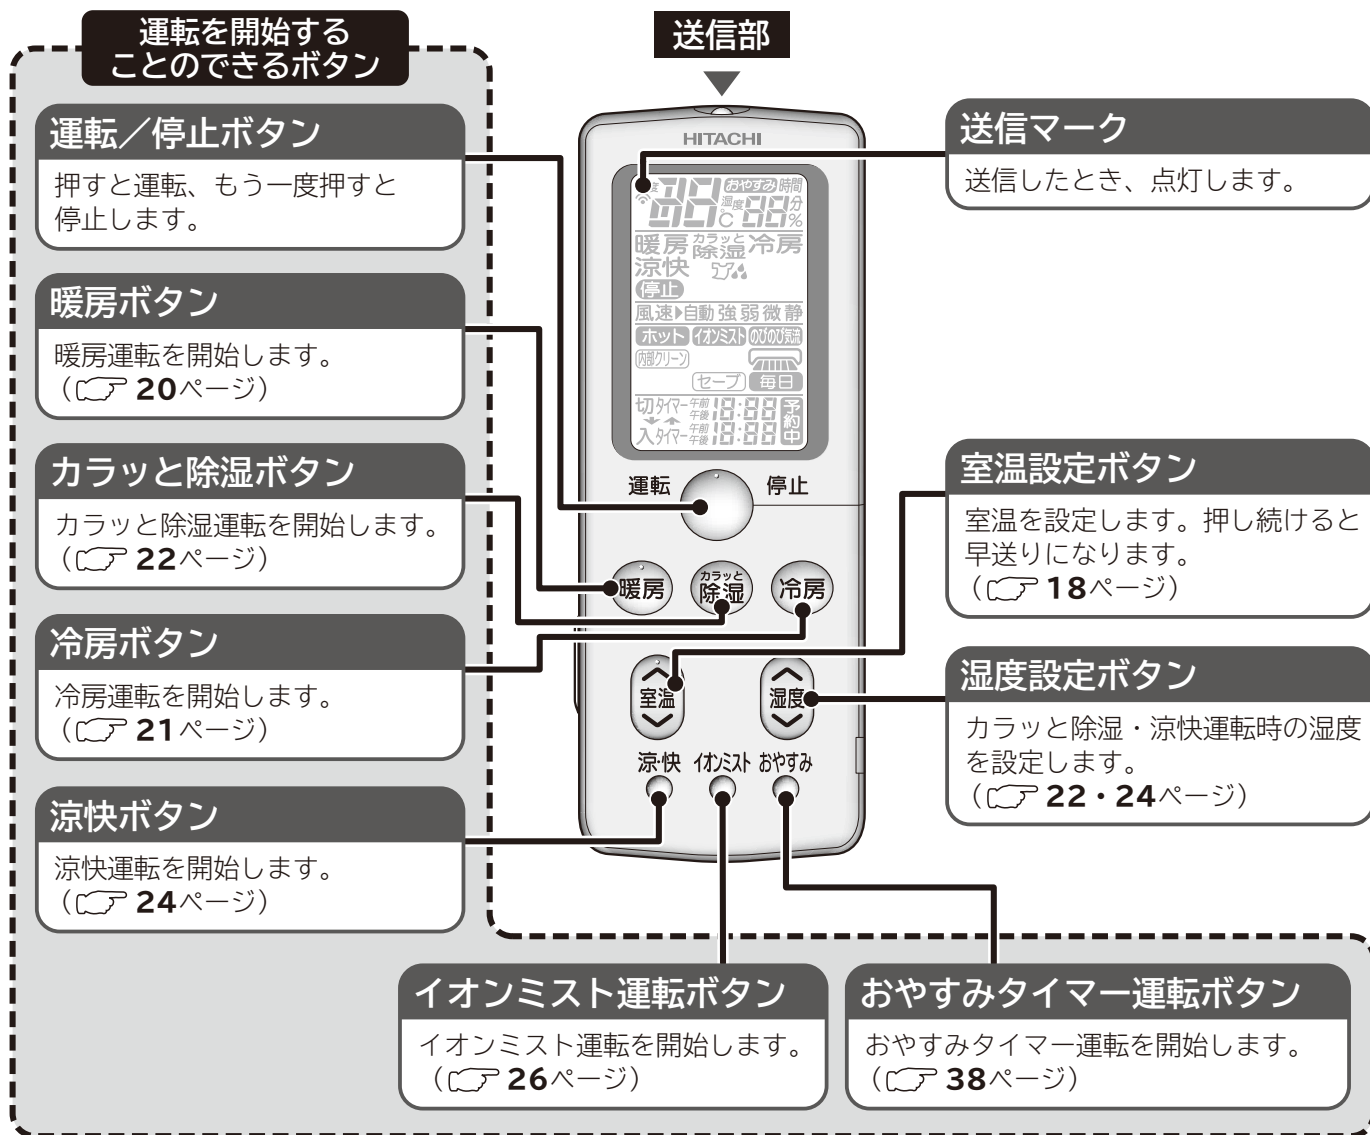 運転を開始する
ことのできるボタン
運転／停止ボタン
押すと運転、もう一度押すと
停止します。
暖房ボタン
暖房運転を開始します。
（☞20ページ）
カラッと除湿ボタン
カラッと除湿運転を開始します。
（☞22ページ）
冷房ボタン
冷房運転を開始します。
（☞21ページ）
涼快ボタン
涼快運転を開始します。
（☞24ページ）
送信部
HITACHI
度 88 おやすみ 時間
湿度 88 分
℃ %
暖房 カラッと除湿 冷房
涼快
停止
風速▶自動 強 弱 微 静
ホット イオンミスト のびのび気流
内部クリーン
セーブ 毎日
切タイマー 午前 午後 18:88 予約中
入タイマー 午前 午後 18:88
運転 停止
暖房 カラッと除湿 冷房
室温 湿度
涼快 イオンミスト おやすみ
送信マーク
送信したとき、点灯します。
室温設定ボタン
室温を設定します。押し続けると
早送りになります。
（☞18ページ）
湿度設定ボタン
カラッと除湿・涼快運転時の湿度
を設定します。
（☞22・24ページ）
イオンミスト運転ボタン
イオンミスト運転を開始します。
（☞26ページ）
おやすみタイマー運転ボタン
おやすみタイマー運転を開始します。
（☞38ページ）